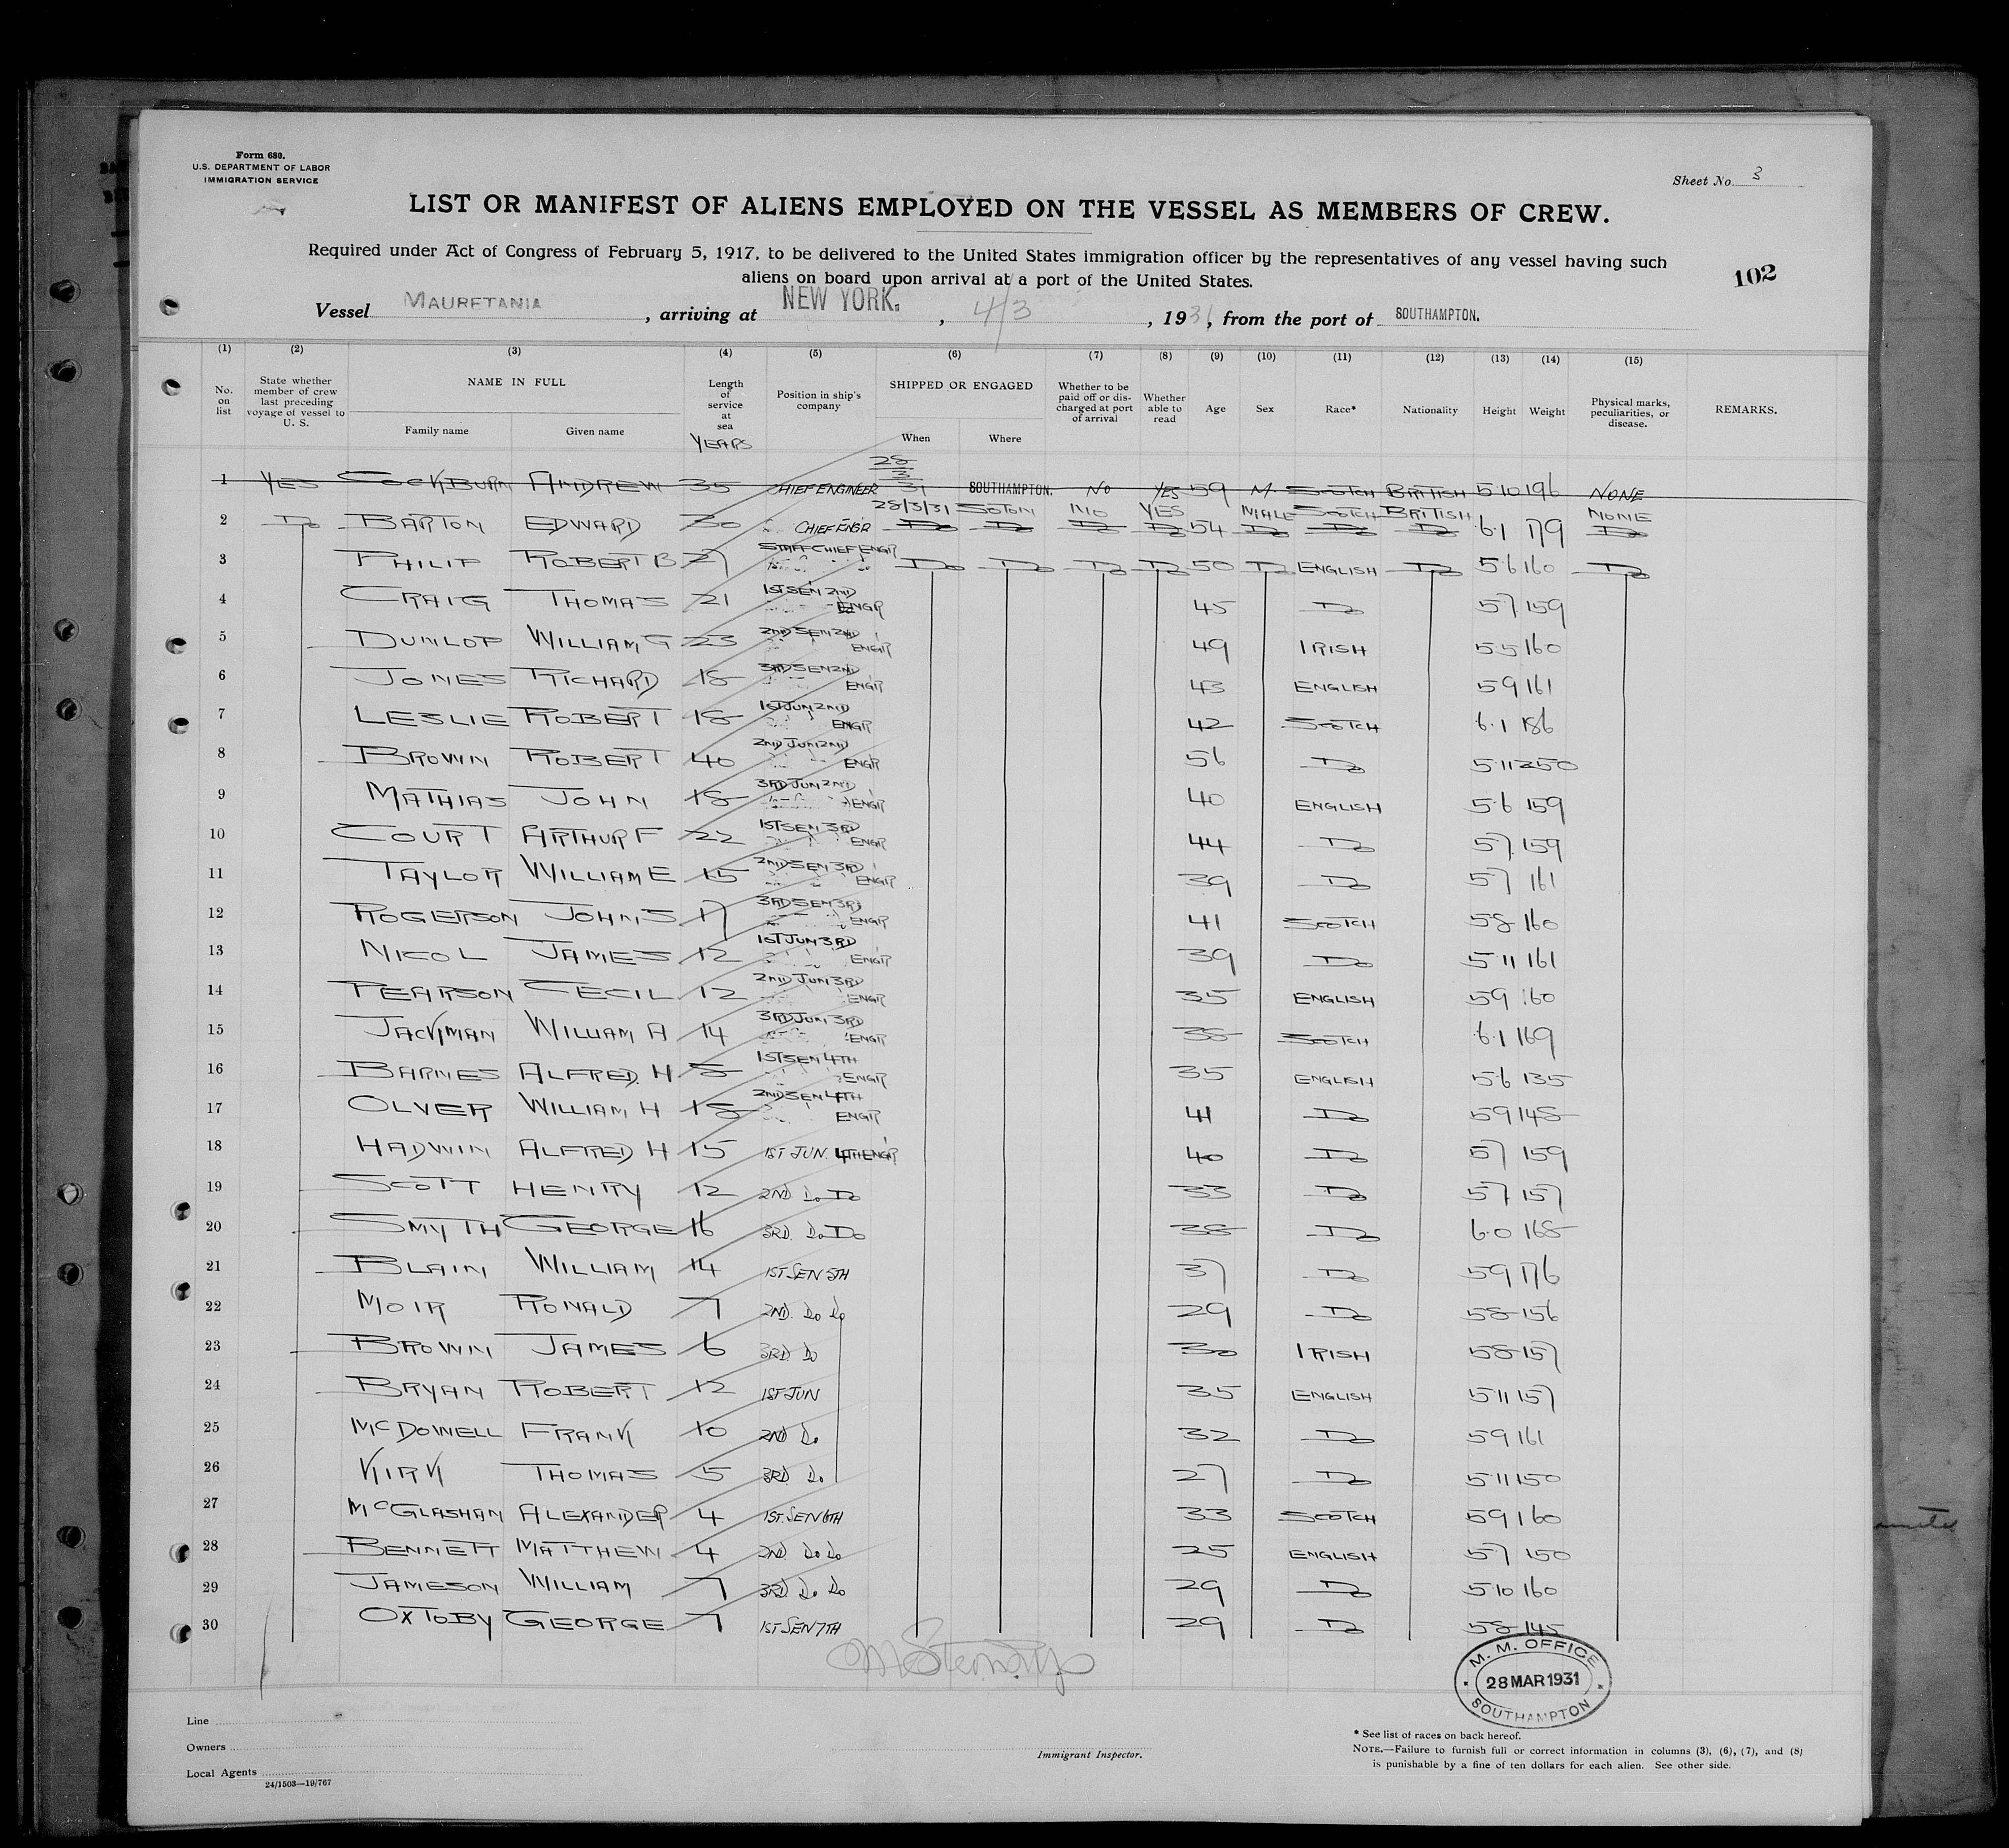 Form 680.
U.S. DEPARTMENT OF LABOR
IMMIGRATION SERVICE
Sheet No. 3
LIST OR MANIFEST OF ALIENS EMPLOYED ON THE VESSEL AS MEMBERS OF CREW.
Required under Act of Congress of February 5, 1917, to be delivered to the United States immigration officer by the representatives of any vessel having such
aliens on board upon arrival at a port of the United States.
102
Vessel MAURETANIA, arriving at NEW YORK., 4/3, 1931, from the port of SOUTHAMPTON.
(1) (2) (3) (4) (5) (6) (7) (8) (9) (10) (11) (12) (13) (14) (15)
No. on list State whether member of crew last preceding voyage of vessel to U. S. NAME IN FULL Family name Given name Length of service at sea YEARS Position in ship's company SHIPPED OR ENGAGED When Where Whether to be paid off or discharged at port of arrival Whether able to read Age Sex Race* Nationality Height Weight Physical marks, peculiarities, or disease. REMARKS.
1 YES COCKBURN ANDREW 35 CHIEF ENGINEER 28/3/31 SOUTHAMPTON. NO YES 59 M. SCOTCH BRITISH 5·10 196 NONE
2 Do BARTON EDWARD 30 CHIEF ENGR 28/3/31 SOTON NO YES 54 MALE SCOTCH BRITISH 6·1 179 NONE
3 PHILIP ROBERT B 27 STAFF CHIEF ENGR Do Do Do Do 50 Do ENGLISH Do 5·6 160 Do
4 CRAIG THOMAS 21 1ST SEN 2ND ENGR 45 Do 5·7 159
5 DUNLOP WILLIAM G 23 2ND SEN 2ND ENGR 49 IRISH 5·5 160
6 JONES RICHARD 18 3RD SEN 2ND ENGR 43 ENGLISH 5·9 161
7 LESLIE ROBERT 18 1ST JUN 2ND ENGR 42 SCOTCH 6·1 186
8 BROWN ROBERT 40 2ND JUN 2ND ENGR 56 Do 5·11 250
9 MATHIAS JOHN 18 3RD JUN 2ND ENGR 40 ENGLISH 5·6 159
10 COURT ARTHUR F 22 1ST SEN 3RD ENGR 44 Do 5·7 159
11 TAYLOR WILLIAM E 15 2ND SEN 3RD ENGR 39 Do 5·7 161
12 ROGERSON JOHN S 17 3RD SEN 3RD ENGR 41 SCOTCH 5·8 160
13 NICOL JAMES 12 1ST JUN 3RD ENGR 39 Do 5·11 161
14 PEARSON CECIL 12 2ND JUN 3RD ENGR 35 ENGLISH 5·9 160
15 JACKMAN WILLIAM A 14 3RD JUN 3RD ENGR 38 SCOTCH 6·1 169
16 BARNES ALFRED. H 8 1ST SEN 4TH ENGR 35 ENGLISH 5·6 135
17 OLVER WILLIAM H 18 2ND SEN 4TH ENGR 41 Do 5·9 148
18 HADWIN ALFRED H 15 1ST JUN. 4TH ENGR 40 Do 5·7 159
19 SCOTT HENRY 12 2ND. Do Do 33 Do 5·7 157
20 SMYTH GEORGE 16 3RD. Do Do 38 Do 6·0 168
21 BLAIN WILLIAM 14 1ST SEN 5TH 37 Do 5·9 176
22 MOIR RONALD 7 2ND. Do Do 29 Do 5·8 156
23 BROWN JAMES 6 3RD. Do 30 IRISH 5·8 157
24 BRYAN ROBERT 12 1ST JUN 35 ENGLISH 5·11 157
25 McDOWELL FRANK 10 2ND Do 32 Do 5·9 161
26 KIRK THOMAS 5 3RD. Do 27 Do 5·11 150
27 McGLASHAN ALEXANDER 4 1ST. SEN 6TH 33 SCOTCH 5·9 160
28 BENNETT MATTHEW 4 2ND. Do Do 25 ENGLISH 5·7 150
29 JAMESON WILLIAM 7 3RD. Do Do 29 Do 5·10 160
30 OXTOBY GEORGE 7 1ST SEN 7TH 29 Do 5·8 145
M. M. OFFICE
28 MAR 1931
SOUTHAMPTON
Line
Owners
Local Agents
24/1503—19/767
Immigrant Inspector.
* See list of races on back hereof.
NOTE.—Failure to furnish full or correct information in columns (3), (6), (7), and (8)
is punishable by a fine of ten dollars for each alien. See other side.